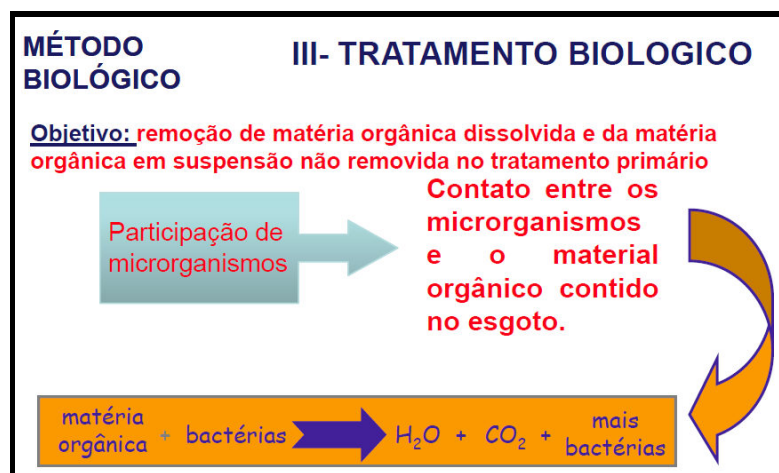 MÉTODO
BIOLÓGICO
III- TRATAMENTO BIOLOGICO
Objetivo: remoção de matéria orgânica dissolvida e da matéria
orgânica em suspensão não removida no tratamento primário
Participação de
microrganismos
Contato entre os
microrganismos
e o material
orgânico contido
no esgoto.
matéria
orgânica + bactérias H₂O + CO₂ + mais
bactérias